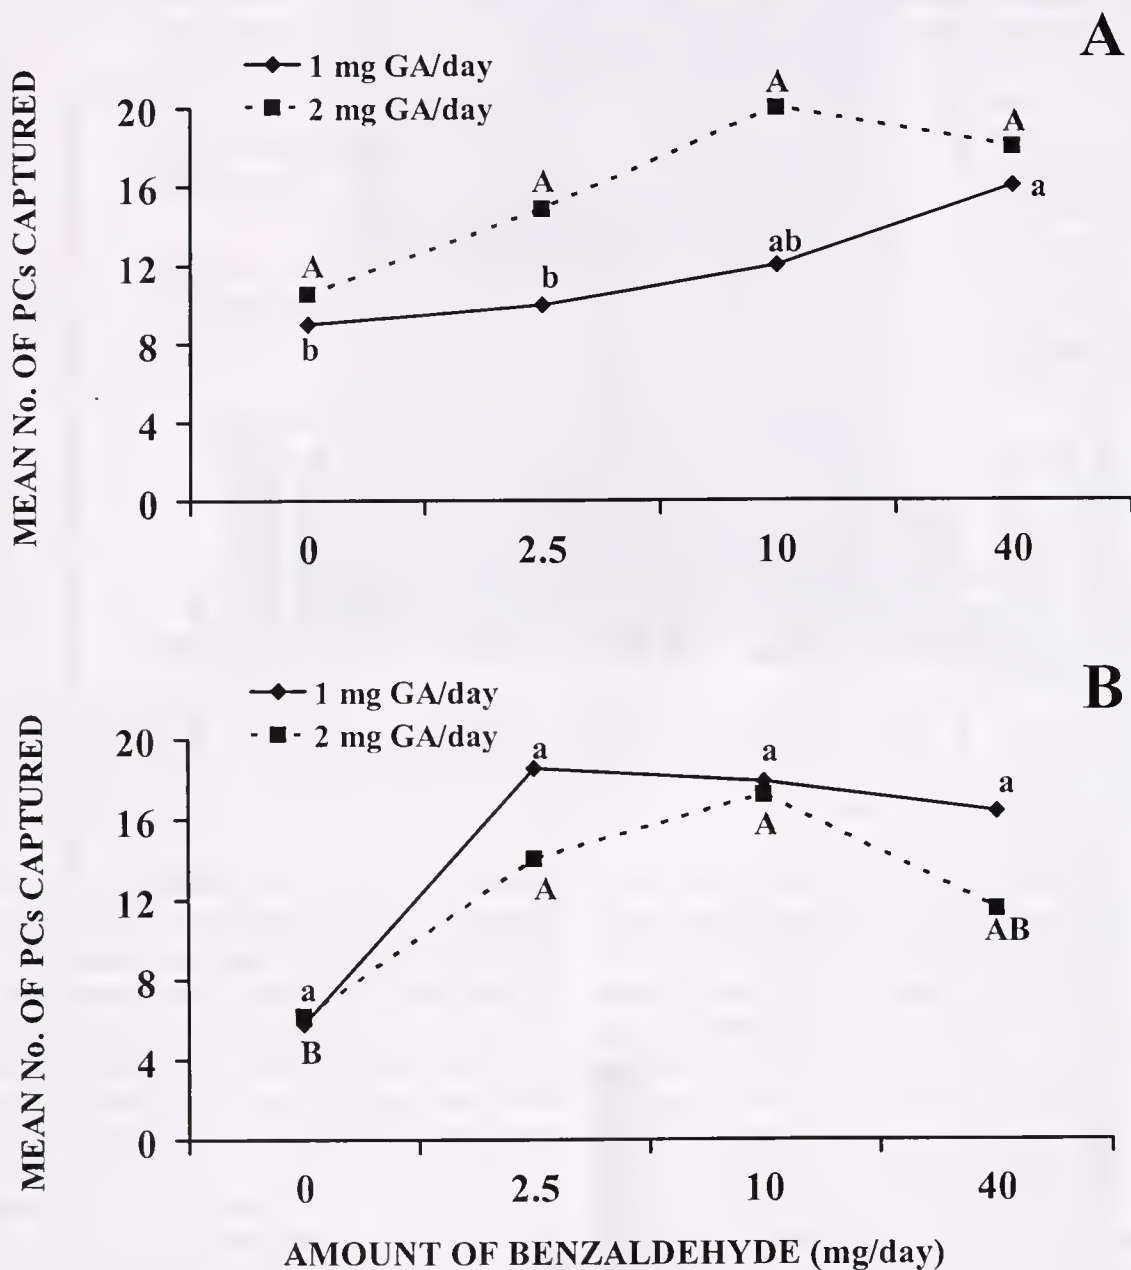 A
1 mg GA/day
2 mg GA/day
MEAN No. OF PCs CAPTURED
20
16
12
8
4
0
A
A
A
A
b
b
ab
a
0 2.5 10 40
B
1 mg GA/day
2 mg GA/day
MEAN No. OF PCs CAPTURED
20
16
12
8
4
0
a
a
a
a
B
A
A
AB
0 2.5 10 40
AMOUNT OF BENZALDEHYDE (mg/day)